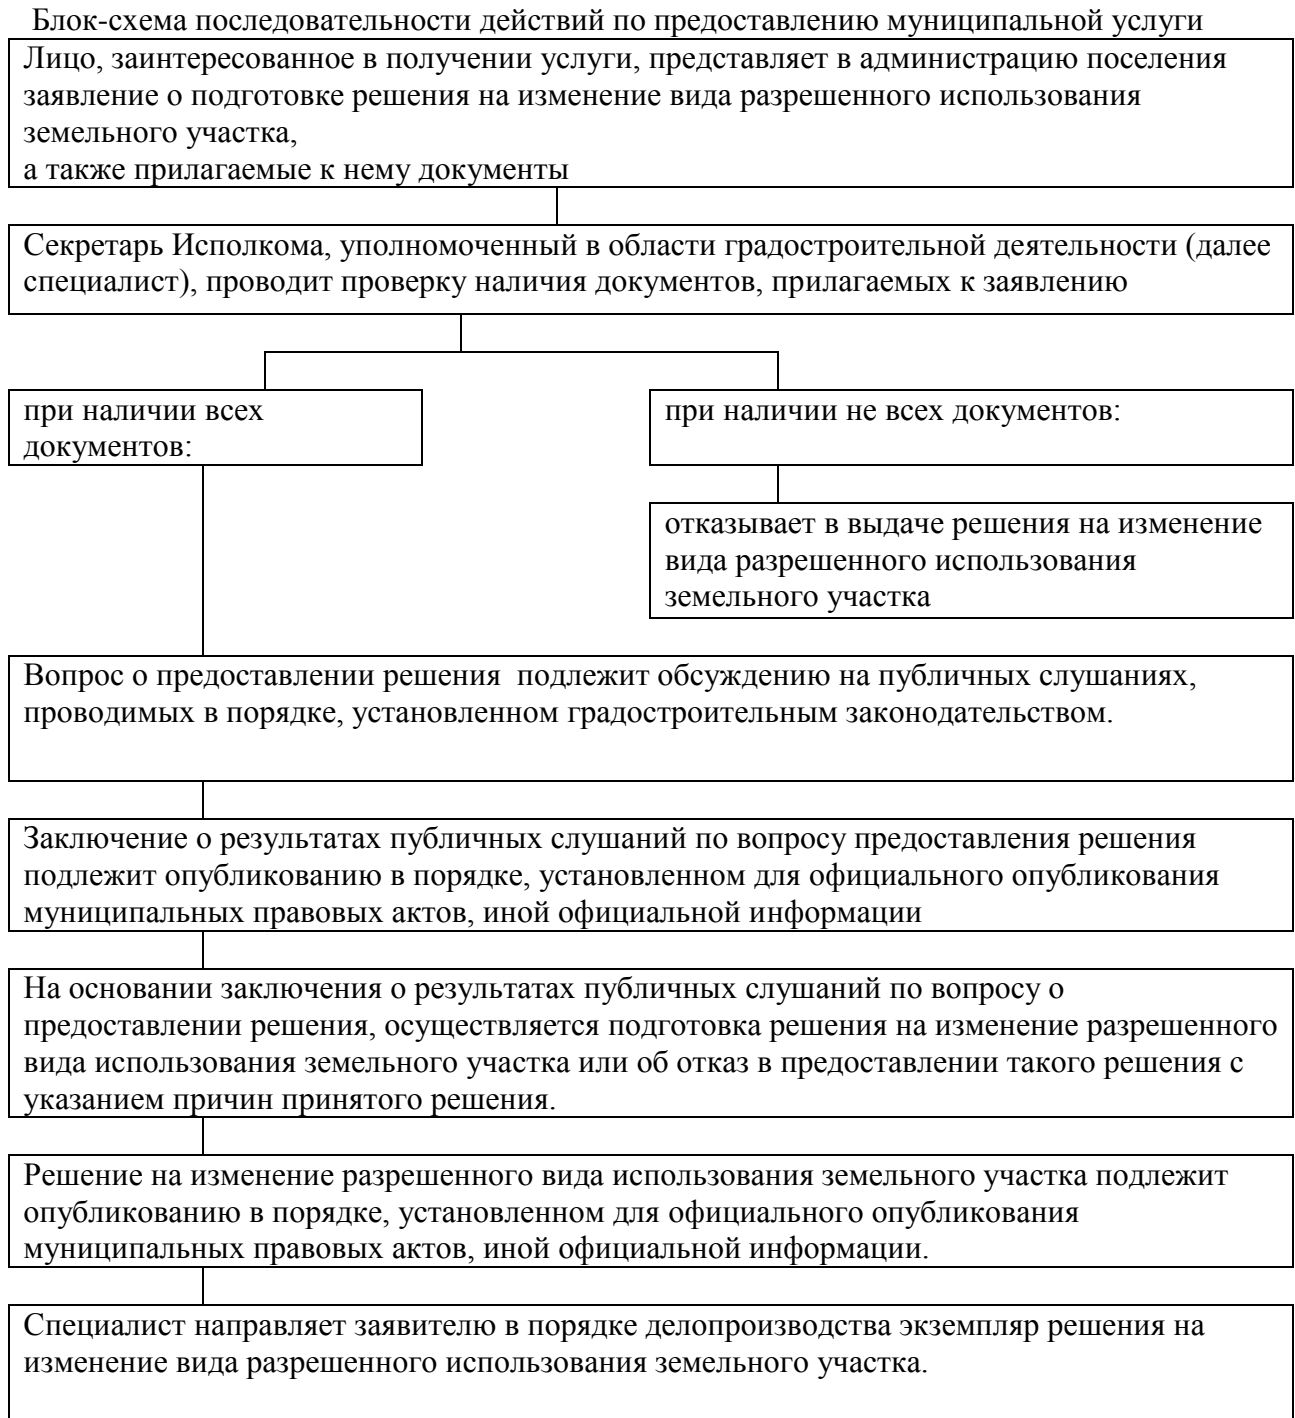 Блок-схема последовательности действий по предоставлению муниципальной услуги
Лицо, заинтересованное в получении услуги, представляет в администрацию поселения
заявление о подготовке решения на изменение вида разрешенного использования
земельного участка,
а также прилагаемые к нему документы
Секретарь Исполкома, уполномоченный в области градостроительной деятельности (далее
специалист), проводит проверку наличия документов, прилагаемых к заявлению
при наличии всех
документов:
при наличии не всех документов:
отказывает в выдаче решения на изменение
вида разрешенного использования
земельного участка
Вопрос о предоставлении решения  подлежит обсуждению на публичных слушаниях,
проводимых в порядке, установленном градостроительным законодательством.
Заключение о результатах публичных слушаний по вопросу предоставления решения
подлежит опубликованию в порядке, установленном для официального опубликования
муниципальных правовых актов, иной официальной информации
На основании заключения о результатах публичных слушаний по вопросу о
предоставлении решения, осуществляется подготовка решения на изменение разрешенного
вида использования земельного участка или об отказ в предоставлении такого решения с
указанием причин принятого решения.
Решение на изменение разрешенного вида использования земельного участка подлежит
опубликованию в порядке, установленном для официального опубликования
муниципальных правовых актов, иной официальной информации.
Специалист направляет заявителю в порядке делопроизводства экземпляр решения на
изменение вида разрешенного использования земельного участка.